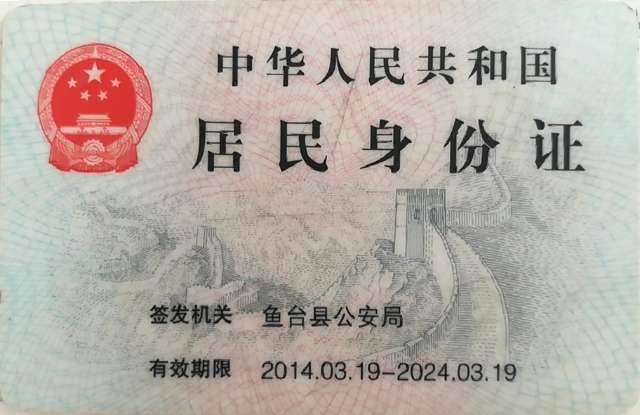 中华人民共和国
居民身份证
签发机关 鱼台县公安局
有效期限 2014.03.19-2024.03.19